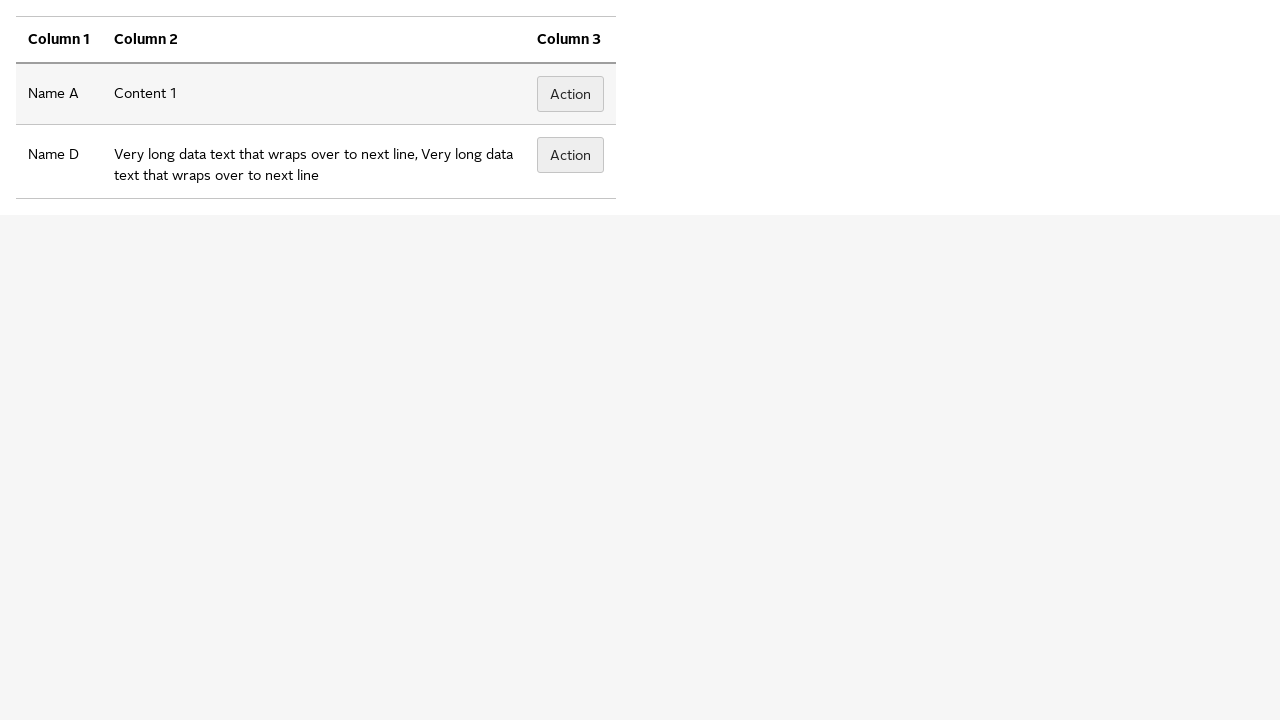 Column 1 Column 2 Column 3
Name A Content 1 Action
Name D Very long data text that wraps over to next line, Very long data Action
text that wraps over to next line